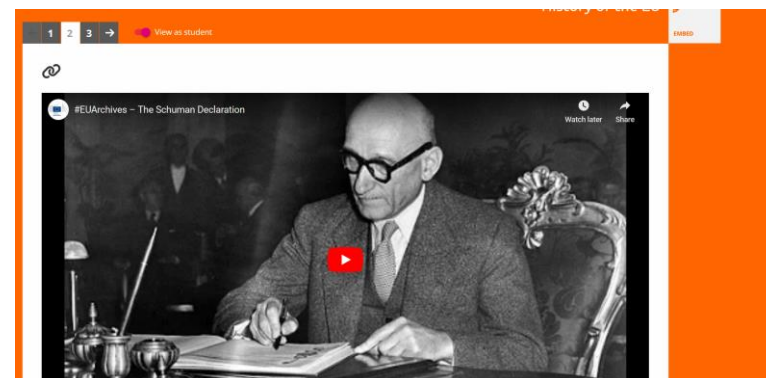 History of the EU
1 2 3 → View as student
EMBED
#EUArchives – The Schuman Declaration
Watch later Share